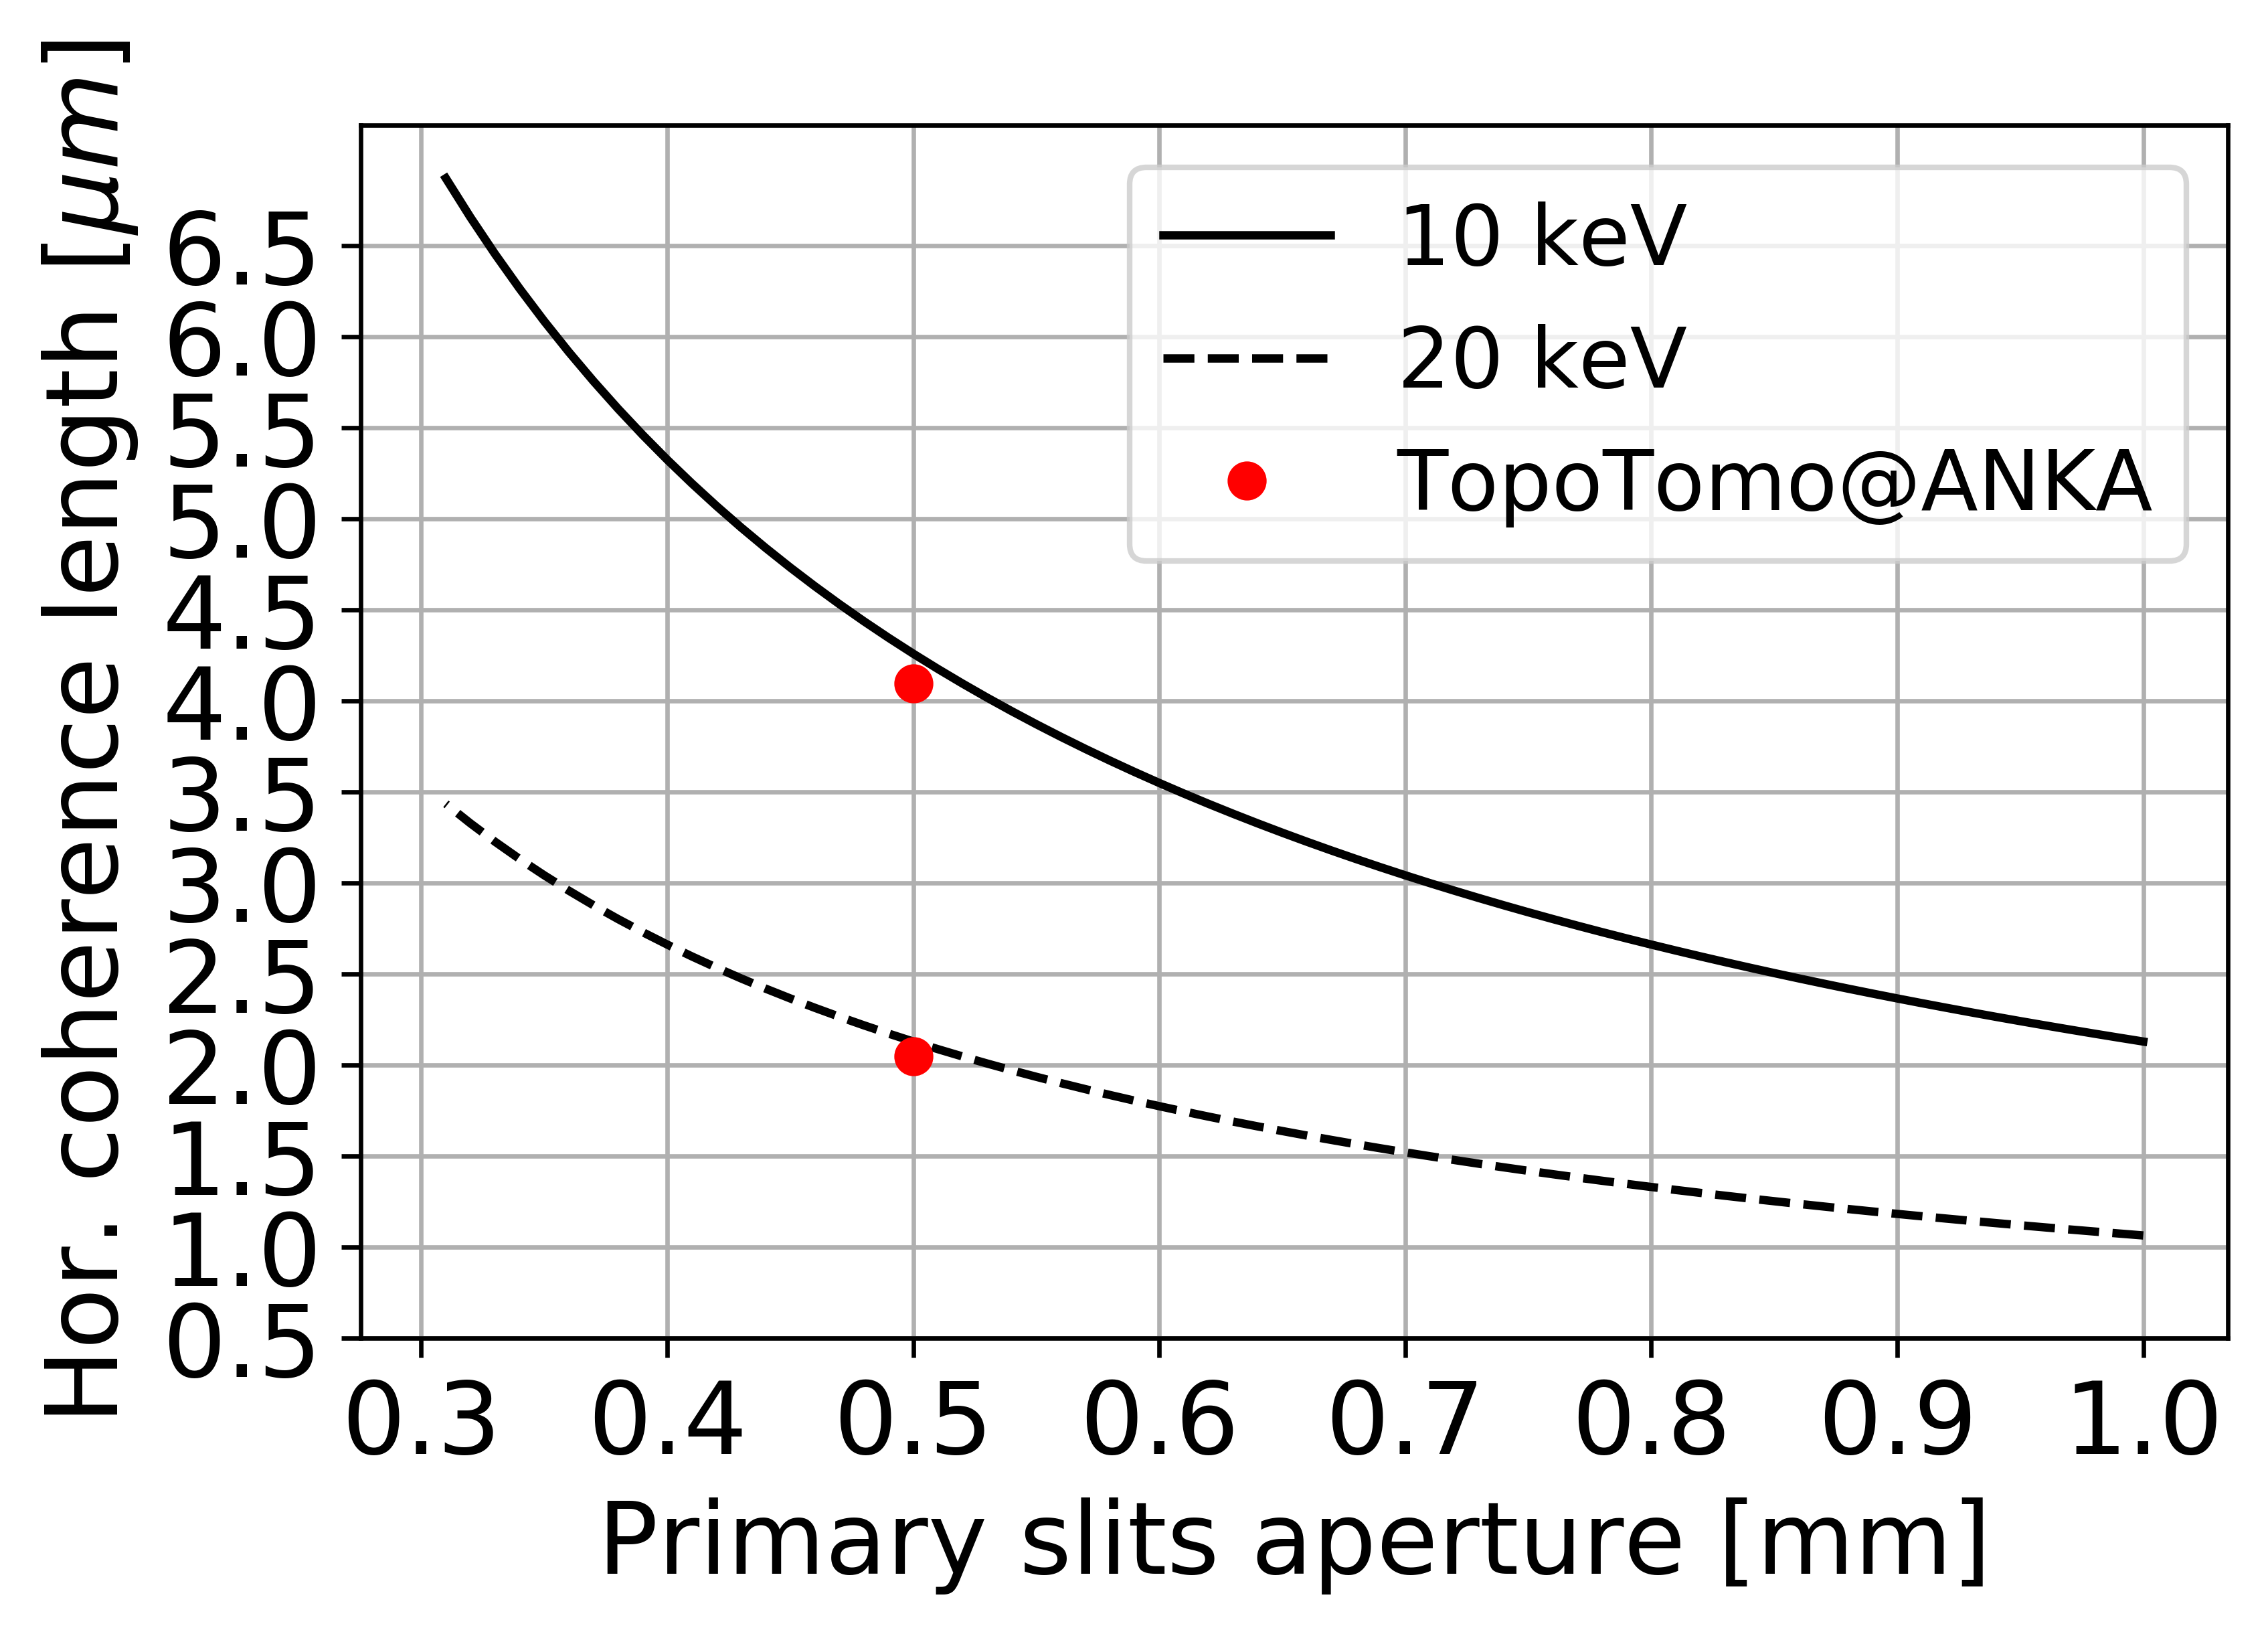 Hor. coherence length [μm]
6.5
6.0
5.5
5.0
4.5
4.0
3.5
3.0
2.5
2.0
1.5
1.0
0.5
10 keV
20 keV
TopoTomo@ANKA
0.3 0.4 0.5 0.6 0.7 0.8 0.9 1.0
Primary slits aperture [mm]